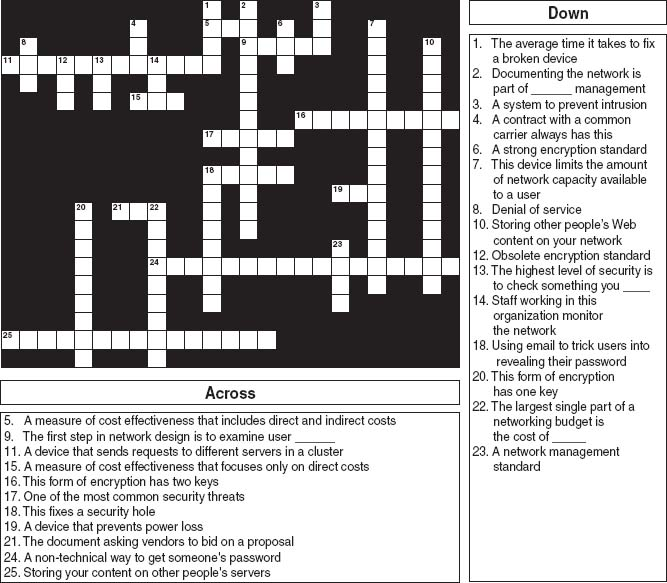 1 2 3
4 5 6 7
8 9 10
11 12 13 14
15
16
17
18
19
20 21 22
23
24
25
Down
1. The average time it takes to fix
a broken device
2. Documenting the network is
part of ______ management
3. A system to prevent intrusion
4. A contract with a common
carrier always has this
6. A strong encryption standard
7. This device limits the amount
of network capacity available
to a user
8. Denial of service
10. Storing other people's Web
content on your network
12. Obsolete encryption standard
13. The highest level of security is
to check something you ____
14. Staff working in this
organization monitor
the network
18. Using email to trick users into
revealing their password
20. This form of encryption
has one key
22. The largest single part of a
networking budget is
the cost of _____
23. A network management
standard
Across
5. A measure of cost effectiveness that includes direct and indirect costs
9. The first step in network design is to examine user ______
11. A device that sends requests to different servers in a cluster
15. A measure of cost effectiveness that focuses only on direct costs
16. This form of encryption has two keys
17. One of the most common security threats
18. This fixes a security hole
19. A device that prevents power loss
21. The document asking vendors to bid on a proposal
24. A non-technical way to get someone's password
25. Storing your content on other people's servers